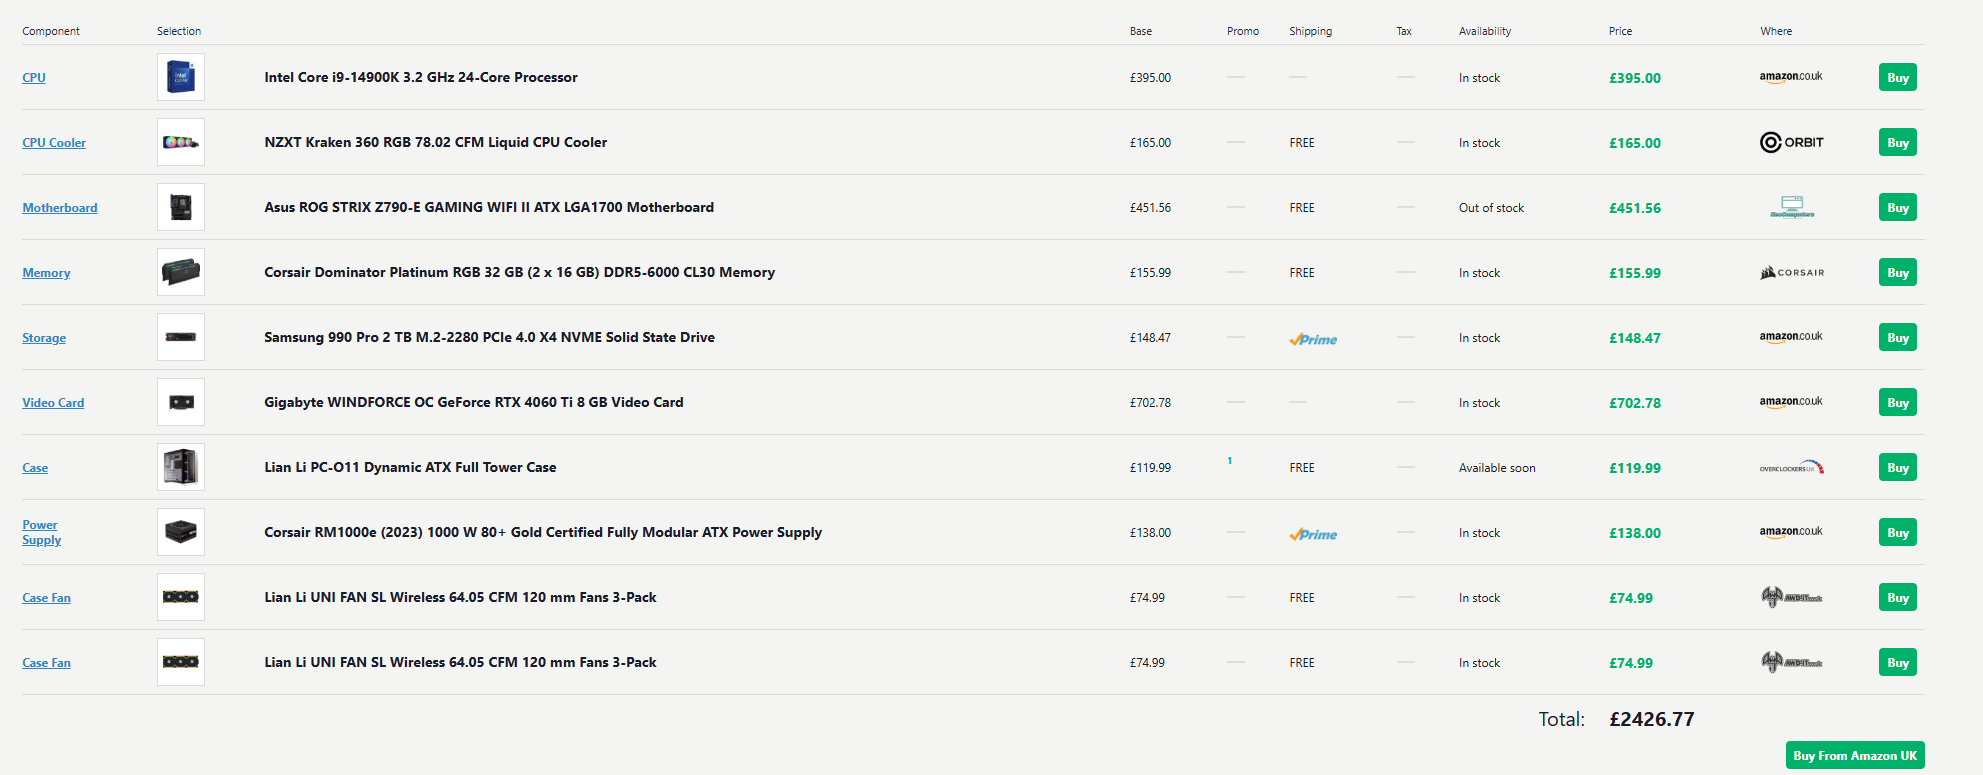 Component Selection Base Promo Shipping Tax Availability Price Where
CPU Intel Core i9-14900K 3.2 GHz 24-Core Processor £395.00 — — — In stock £395.00 amazon.co.uk Buy
CPU Cooler NZXT Kraken 360 RGB 78.02 CFM Liquid CPU Cooler £165.00 — FREE — In stock £165.00 ORBIT Buy
Motherboard Asus ROG STRIX Z790-E GAMING WIFI II ATX LGA1700 Motherboard £451.56 — FREE — Out of stock £451.56 Buy
Memory Corsair Dominator Platinum RGB 32 GB (2 x 16 GB) DDR5-6000 CL30 Memory £155.99 — FREE — In stock £155.99 CORSAIR Buy
Storage Samsung 990 Pro 2 TB M.2-2280 PCIe 4.0 X4 NVME Solid State Drive £148.47 — Prime — In stock £148.47 amazon.co.uk Buy
Video Card Gigabyte WINDFORCE OC GeForce RTX 4060 Ti 8 GB Video Card £702.78 — — — In stock £702.78 amazon.co.uk Buy
Case Lian Li PC-O11 Dynamic ATX Full Tower Case £119.99 1 FREE — Available soon £119.99 OVERCLOCKERS UK Buy
Power
Supply Corsair RM1000e (2023) 1000 W 80+ Gold Certified Fully Modular ATX Power Supply £138.00 — Prime — In stock £138.00 amazon.co.uk Buy
Case Fan Lian Li UNI FAN SL Wireless 64.05 CFM 120 mm Fans 3-Pack £74.99 — FREE — In stock £74.99 Buy
Case Fan Lian Li UNI FAN SL Wireless 64.05 CFM 120 mm Fans 3-Pack £74.99 — FREE — In stock £74.99 Buy
Total: £2426.77
Buy From Amazon UK